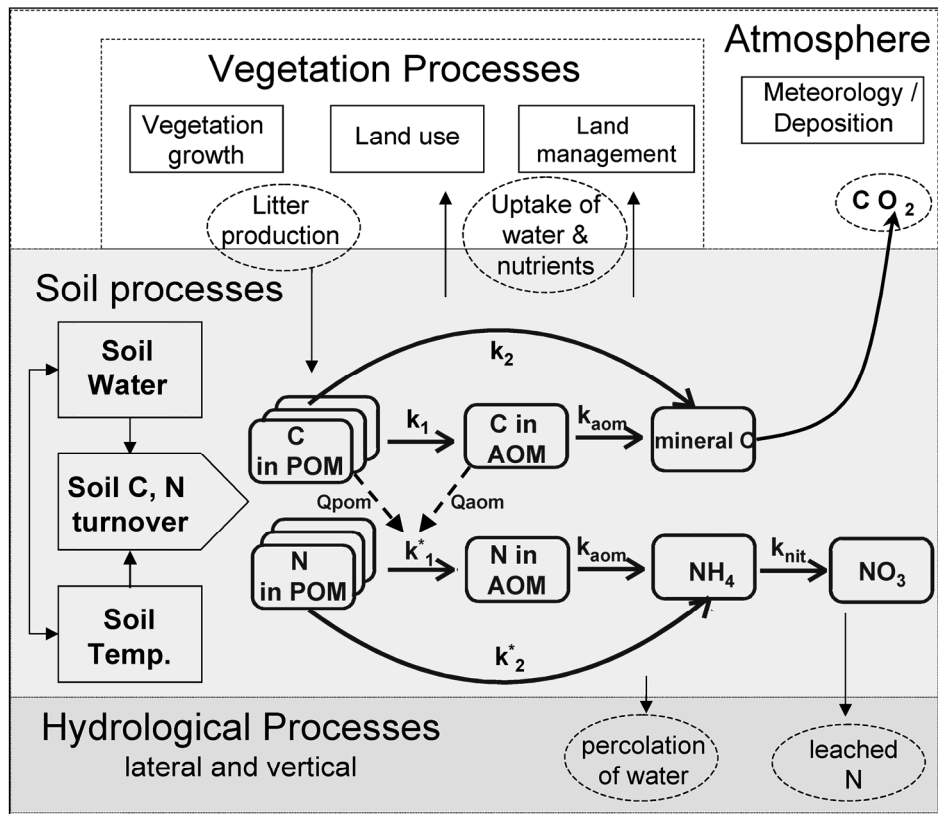 Atmosphere
Vegetation Processes
Meteorology /
Deposition
Vegetation
growth
Land use
Land
management
C O 2
Litter
production
Uptake of
water &
nutrients
Soil processes
Soil
Water
k2
C
in POM
k1
C in
AOM
kaom
mineral C
Soil C, N
turnover
Qpom
Qaom
N
in POM
k*1
N in
AOM
kaom
NH4
knit
NO3
Soil
Temp.
k*2
Hydrological Processes
lateral and vertical
percolation
of water
leached
N